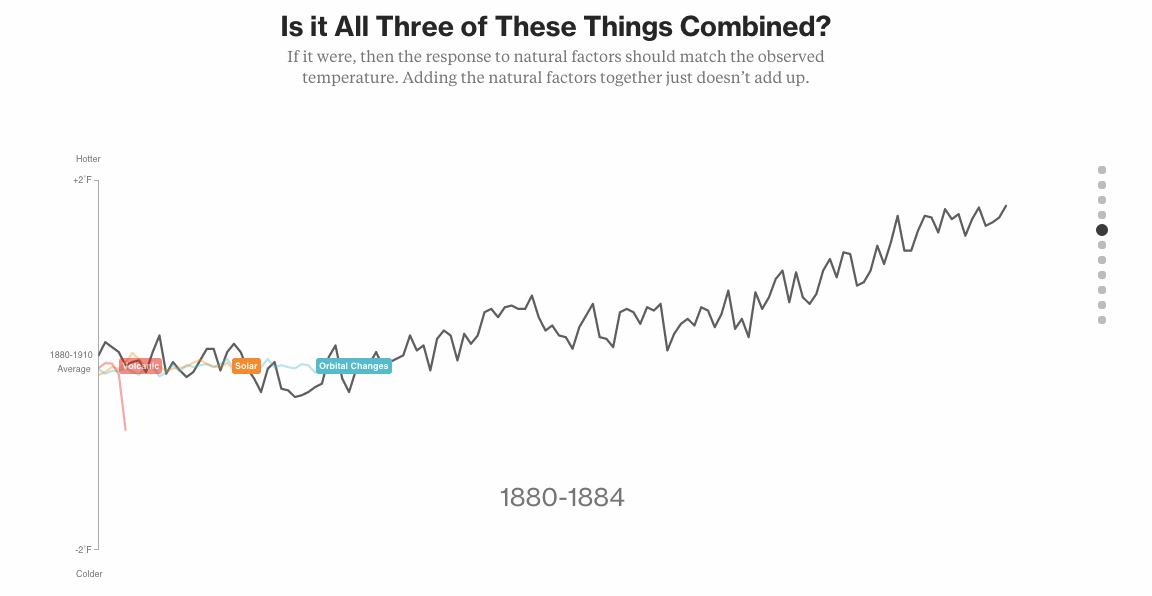 Is it All Three of These Things Combined?
If it were, then the response to natural factors should match the observed
temperature. Adding the natural factors together just doesn’t add up.
Hotter
+2°F
1880-1910
Average
Volcanic
Solar
Orbital Changes
1880-1884
-2°F
Colder